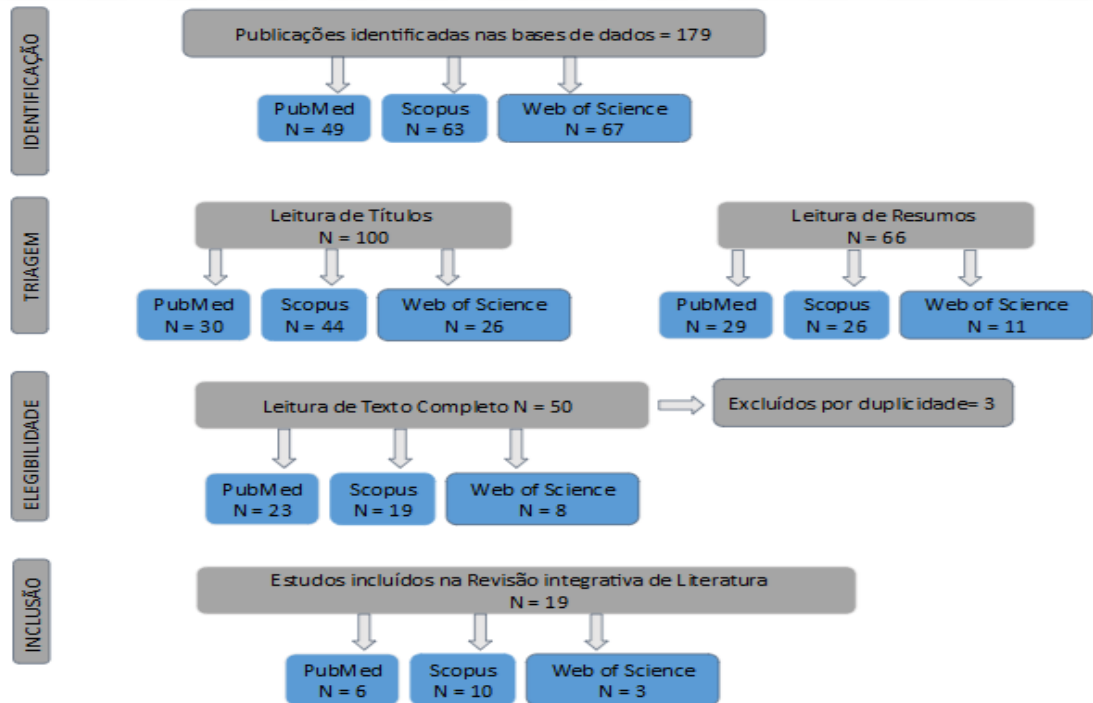 IDENTIFICAÇÃO
Publicações identificadas nas bases de dados = 179
PubMed
N = 49
Scopus
N = 63
Web of Science
N = 67
TRIAGEM
Leitura de Títulos
N = 100
PubMed
N = 30
Scopus
N = 44
Web of Science
N = 26
Leitura de Resumos
N = 66
PubMed
N = 29
Scopus
N = 26
Web of Science
N = 11
ELEGIBILIDADE
Leitura de Texto Completo N = 50
Excluídos por duplicidade= 3
PubMed
N = 23
Scopus
N = 19
Web of Science
N = 8
INCLUSÃO
Estudos incluídos na Revisão integrativa de Literatura
N = 19
PubMed
N = 6
Scopus
N = 10
Web of Science
N = 3